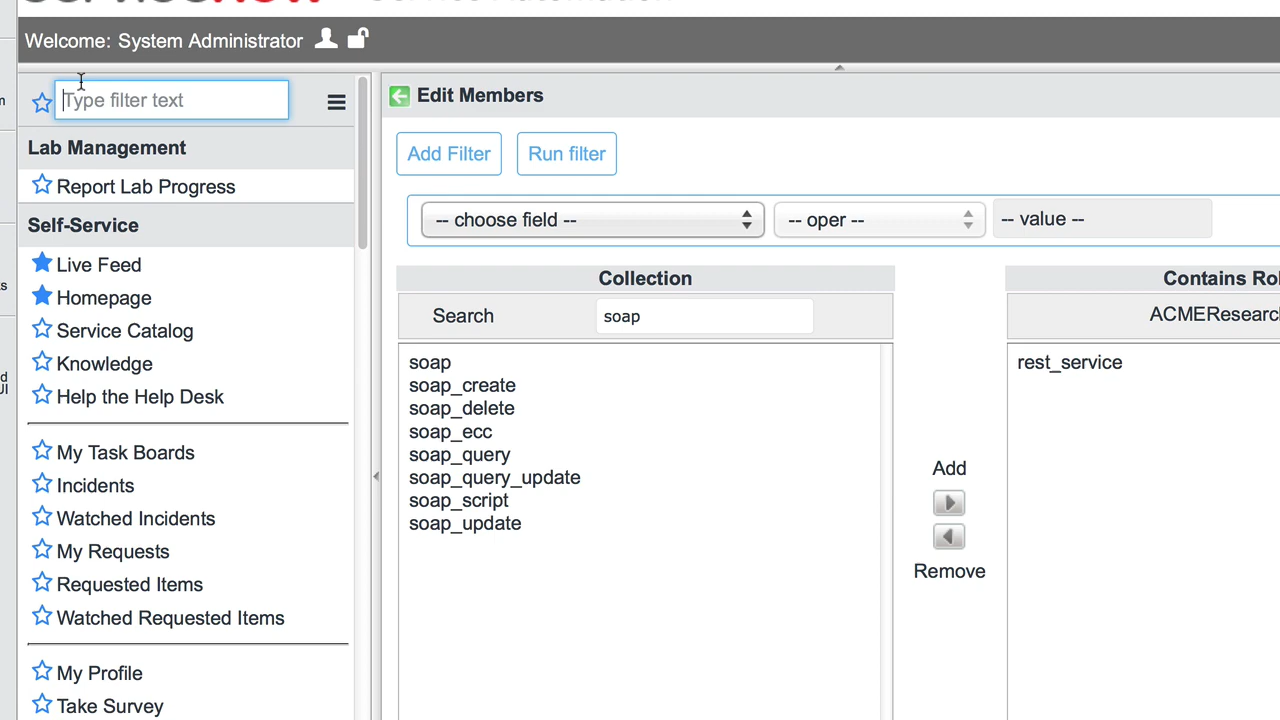 Welcome: System Administrator
Type filter text
Lab Management
Report Lab Progress
Self-Service
Live Feed
Homepage
Service Catalog
Knowledge
Help the Help Desk
My Task Boards
Incidents
Watched Incidents
My Requests
Requested Items
Watched Requested Items
My Profile
Take Survey
Edit Members
Add Filter Run filter
-- choose field -- -- oper -- -- value --
Collection
Search soap
soap
soap_create
soap_delete
soap_ecc
soap_query
soap_query_update
soap_script
soap_update
Add
Remove
Contains Rol
ACMEResearc
rest_service